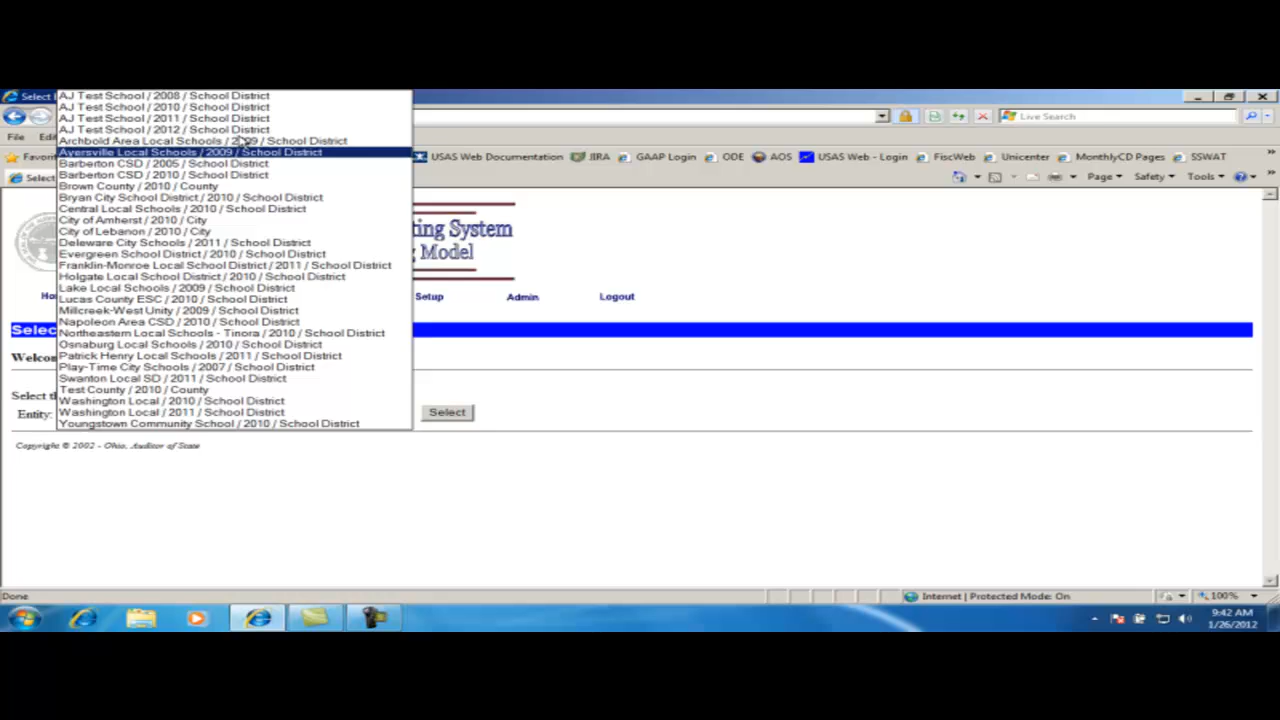 Select
AJ Test School / 2008 / School District
AJ Test School / 2010 / School District
AJ Test School / 2011 / School District
AJ Test School / 2012 / School District
Archbold Area Local Schools / 2009 / School District
Ayersville Local Schools / 2009 / School District
Barberton CSD / 2005 / School District
Barberton CSD / 2010 / School District
Brown County / 2010 / County
Bryan City School District / 2010 / School District
Central Local Schools / 2010 / School District
City of Amherst / 2010 / City
City of Lebanon / 2010 / City
Deleware City Schools / 2011 / School District
Evergreen School District / 2010 / School District
Franklin-Monroe Local School District / 2011 / School District
Holgate Local School District / 2010 / School District
Lake Local Schools / 2009 / School District
Lucas County ESC / 2010 / School District
Millcreek-West Unity / 2009 / School District
Napoleon Area CSD / 2010 / School District
Northeastern Local Schools - Tinora / 2010 / School District
Osnaburg Local Schools / 2010 / School District
Patrick Henry Local Schools / 2011 / School District
Play-Time City Schools / 2007 / School District
Swanton Local SD / 2011 / School District
Test County / 2010 / County
Washington Local / 2010 / School District
Washington Local / 2011 / School District
Youngstown Community School / 2010 / School District
Live Search
File Edi
Favori USAS Web Documentation JIRA GAAP Login ODE AOS USAS Web - Login FiscWeb Unicenter MonthlyCD Pages SSWAT
Select Page Safety Tools
ting System
g Model
Ho Setup Admin Logout
Selec
Welcom
Select th
Entity: Select
Copyright © 2002 - Ohio, Auditor of State
Done Internet | Protected Mode: On 100%
9:42 AM
1/26/2012